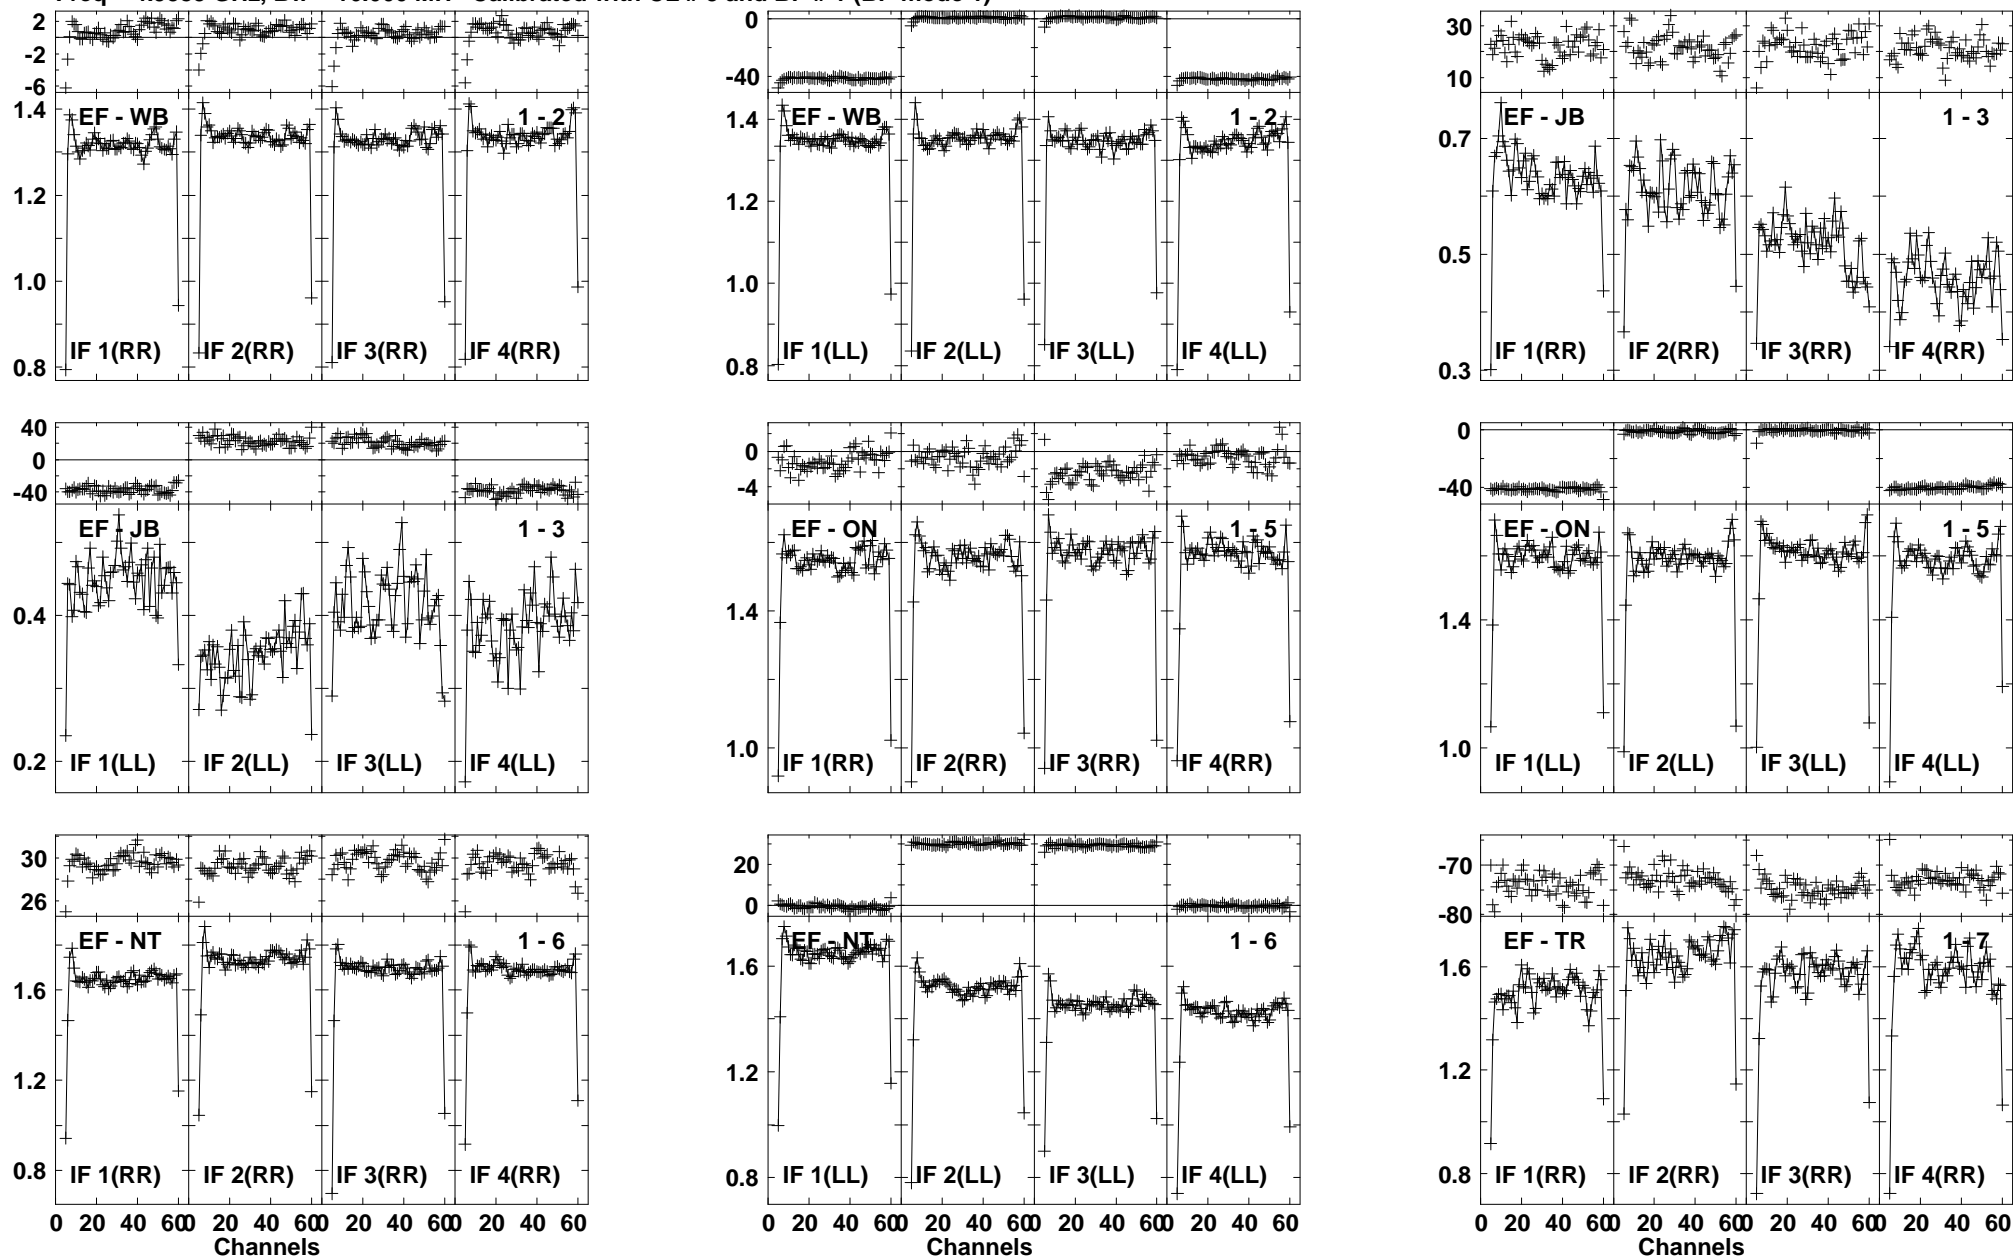 2 0 -2 -4 -6
0 -40
30 10
EF - WB 1 - 2
1.4 1.2 1.0 0.8
IF 1(RR) IF 2(RR) IF 3(RR) IF 4(RR)
EF - WB 1 - 2
1.4 1.2 1.0 0.8
IF 1(LL) IF 2(LL) IF 3(LL) IF 4(LL)
EF - JB 1 - 3
0.7 0.5 0.3
IF 1(RR) IF 2(RR) IF 3(RR) IF 4(RR)
40 0 -40
EF - JB 1 - 3
0.4 0.2
IF 1(LL) IF 2(LL) IF 3(LL) IF 4(LL)
0 -4
EF - ON 1 - 5
1.4 1.0
IF 1(RR) IF 2(RR) IF 3(RR) IF 4(RR)
0 -40
EF - ON 1 - 5
1.4 1.0
IF 1(LL) IF 2(LL) IF 3(LL) IF 4(LL)
30 26
EF - NT 1 - 6
1.6 1.2 0.8
IF 1(RR) IF 2(RR) IF 3(RR) IF 4(RR)
0 20 40 60 0 20 40 60 0 20 40 60 0 20 40 60
Channels
20 0
EF - NT 1 - 6
1.6 1.2 0.8
IF 1(LL) IF 2(LL) IF 3(LL) IF 4(LL)
0 20 40 60 0 20 40 60 0 20 40 60 0 20 40 60
Channels
-70 -80
EF - TR 1 - 7
1.6 1.2 0.8
IF 1(RR) IF 2(RR) IF 3(RR) IF 4(RR)
0 20 40 60 0 20 40 60 0 20 40 60 0 20 40 60
Channels